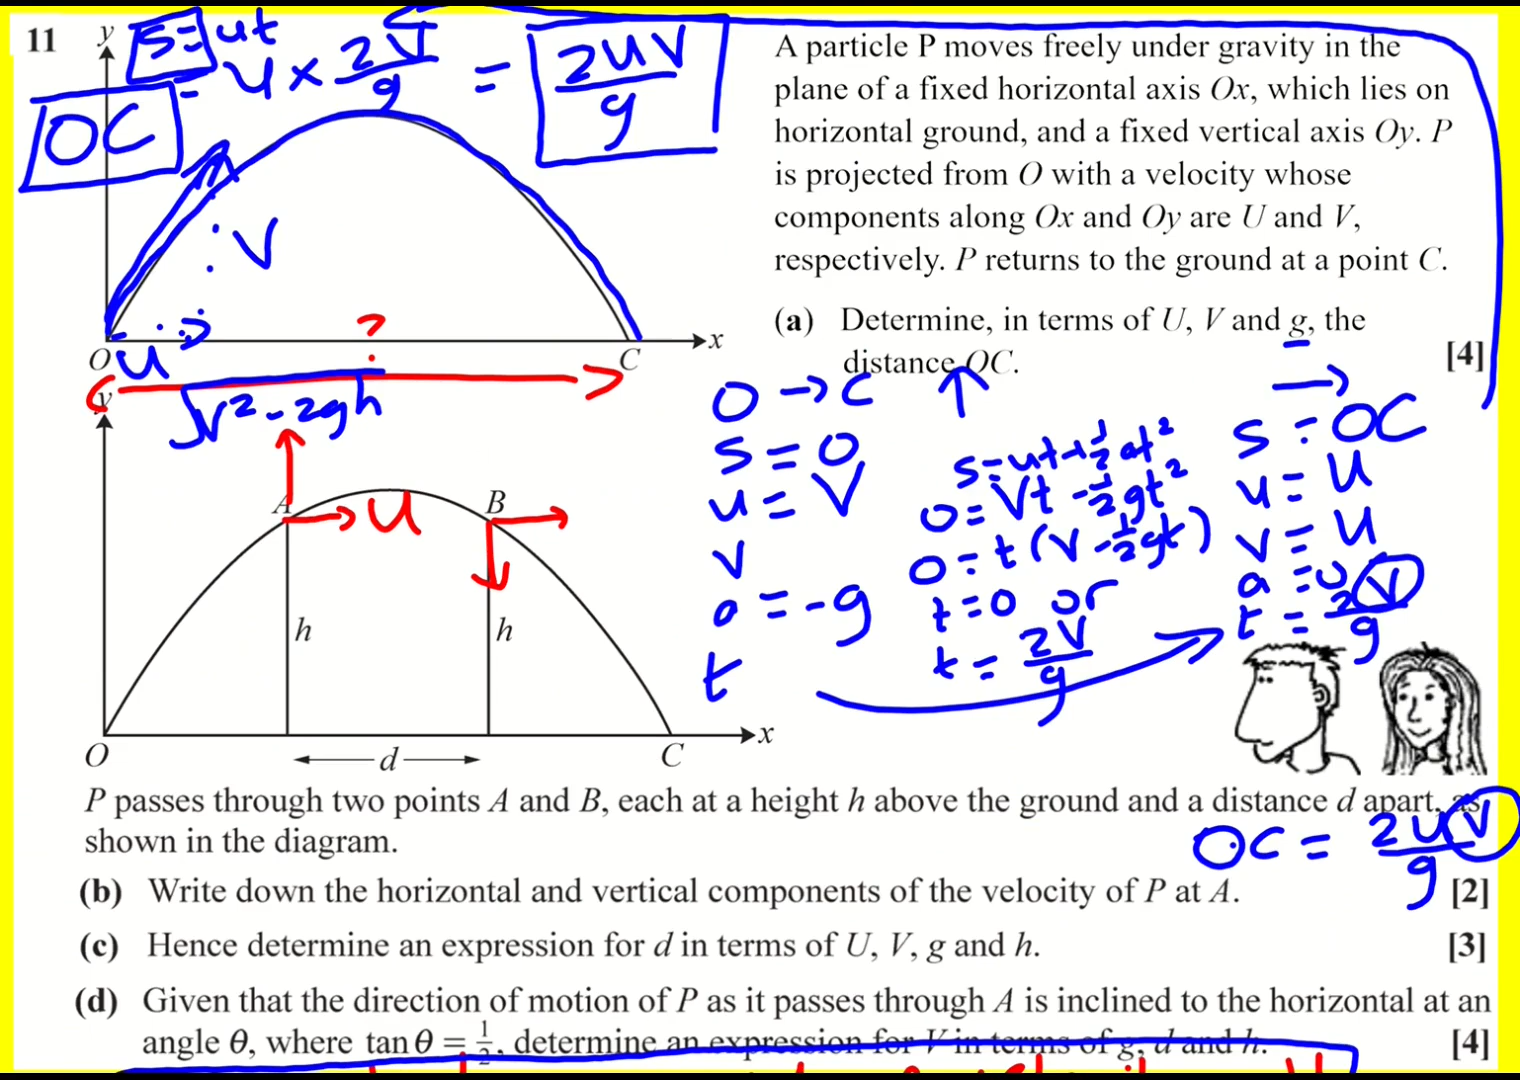 11
y
S = ut
= u × 2V/g = 2UV/g
OC
V
U
O
C
x
?
A particle P moves freely under gravity in the
plane of a fixed horizontal axis Ox, which lies on
horizontal ground, and a fixed vertical axis Oy. P
is projected from O with a velocity whose
components along Ox and Oy are U and V,
respectively. P returns to the ground at a point C.
(a) Determine, in terms of U, V and g, the
distance OC.
[4]
y
√V² - 2gh
A
U
B
h
h
O
d
C
x
O → C ↑
S = 0
u = V
v
a = -g
t
s = ut + ½at²
0 = Vt - ½gt²
0 = t(V - ½gt)
t = 0 or
t = 2V/g
→
S = OC
u = U
v = U
a = 0
t = 2V/g
P passes through two points A and B, each at a height h above the ground and a distance d apart, as
shown in the diagram.
OC = 2UV/g
(b) Write down the horizontal and vertical components of the velocity of P at A.
[2]
(c) Hence determine an expression for d in terms of U, V, g and h.
[3]
(d) Given that the direction of motion of P as it passes through A is inclined to the horizontal at an
angle θ, where tan θ = ½, determine an expression for V in terms of g, d and h.
[4]